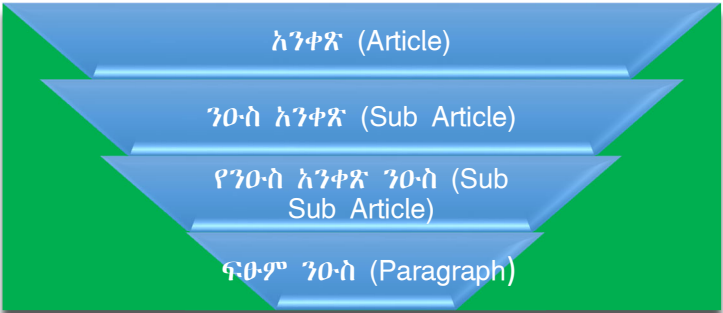 አንቀጽ (Article)
ንዑስ አንቀጽ (Sub Article)
የንዑስ አንቀጽ ንዑስ (Sub
Sub Article)
ፍፁም ንዑስ (Paragraph)